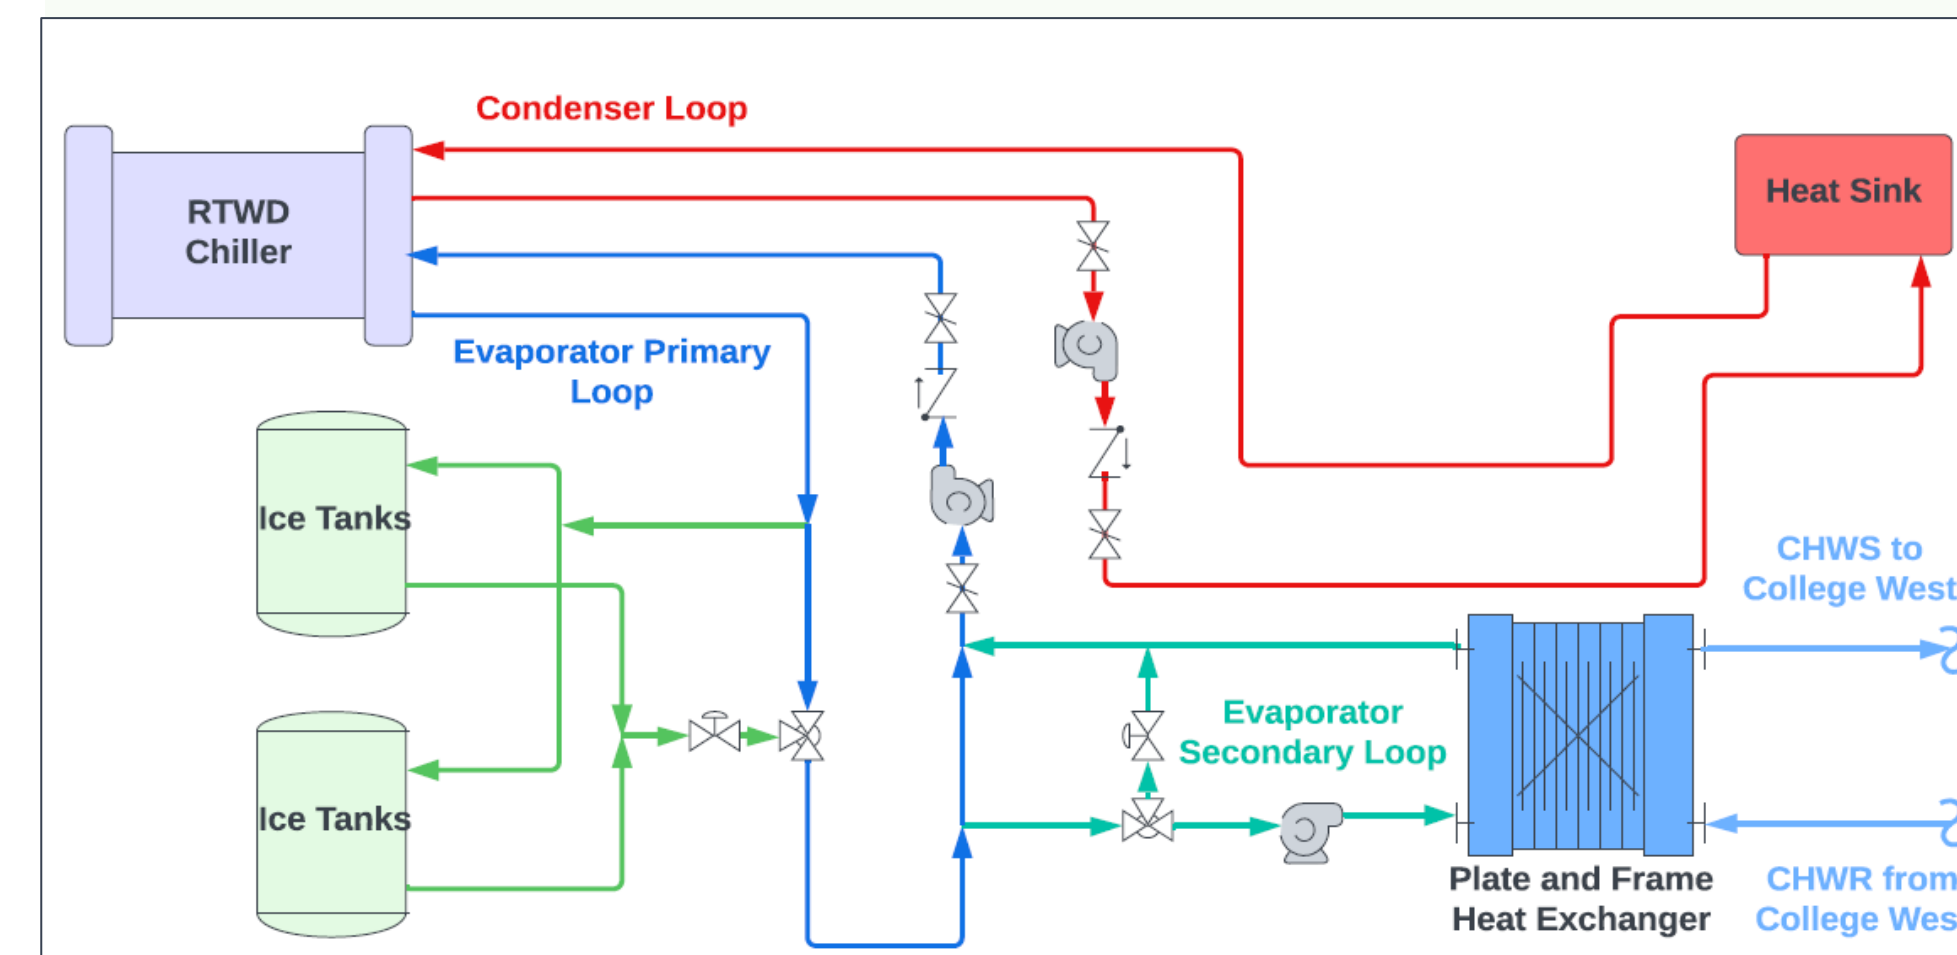 Condenser Loop
Heat Sink
RTWD
Chiller
Evaporator Primary
Loop
Ice Tanks
CHWS to
College West
Evaporator
Secondary Loop
Ice Tanks
Plate and Frame
Heat Exchanger
CHWR from
College Wes